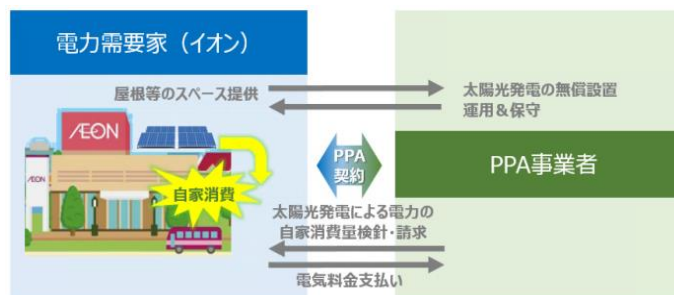 電力需要家（イオン）
屋根等のスペース提供
太陽光発電の無償設置
運用＆保守
ÆON
ÆON
自家消費
PPA
契約
PPA事業者
太陽光発電による電力の
自家消費量検針・請求
電気料金支払い